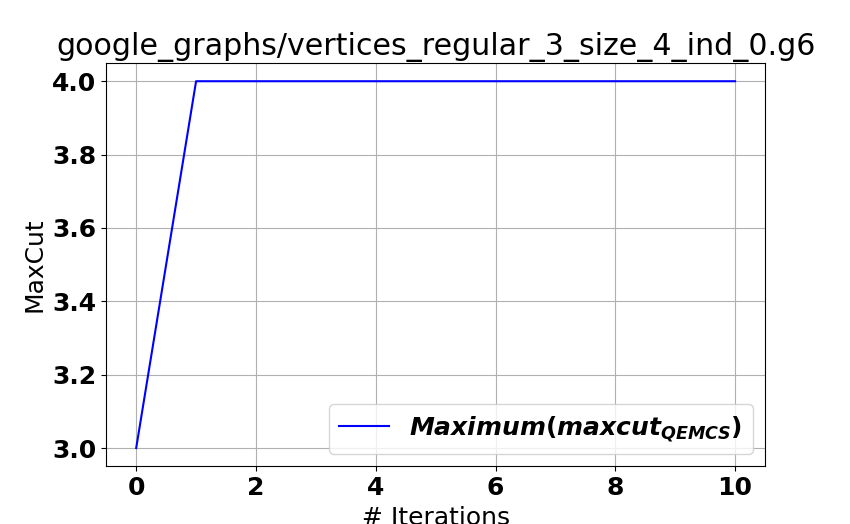 google_graphs/vertices_regular_3_size_4_ind_0.g6
4.0
3.8
3.6
3.4
3.2
3.0
MaxCut
Maximum(maxcut_QEMCS)
0 2 4 6 8 10
# Iterations